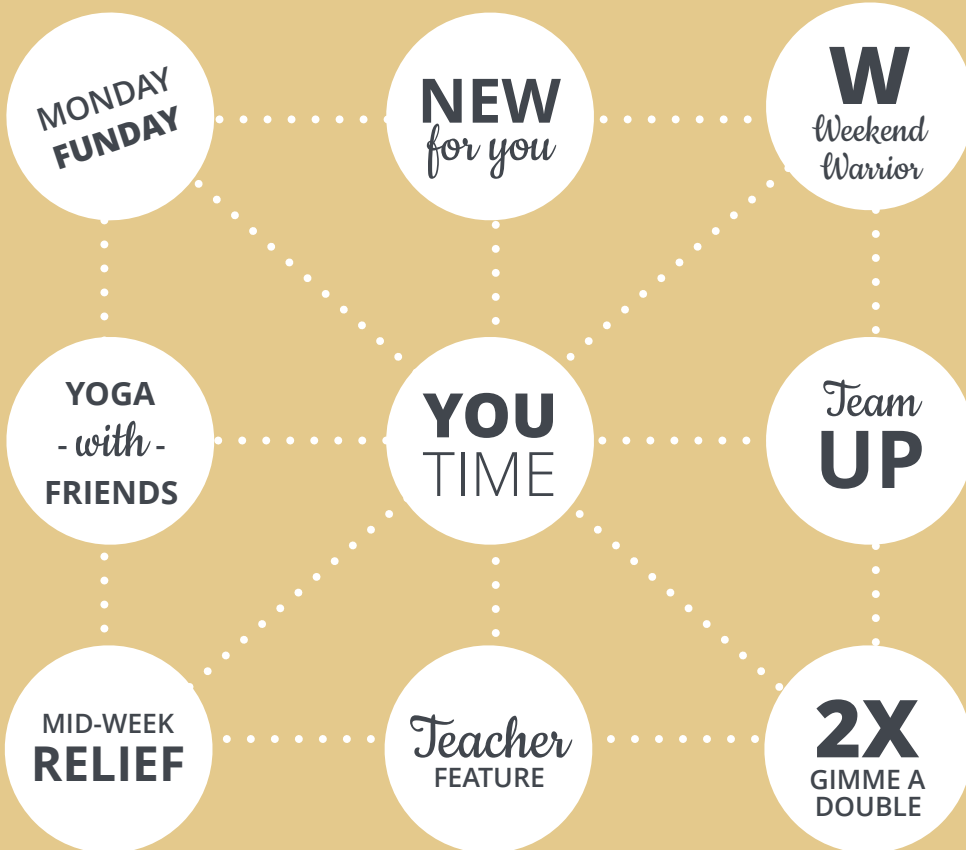 MONDAY
FUNDAY
NEW
for you
W
Weekend
Warrior
YOGA
- with -
FRIENDS
YOU
TIME
Team
UP
MID-WEEK
RELIEF
Teacher
FEATURE
2X
GIMME A
DOUBLE